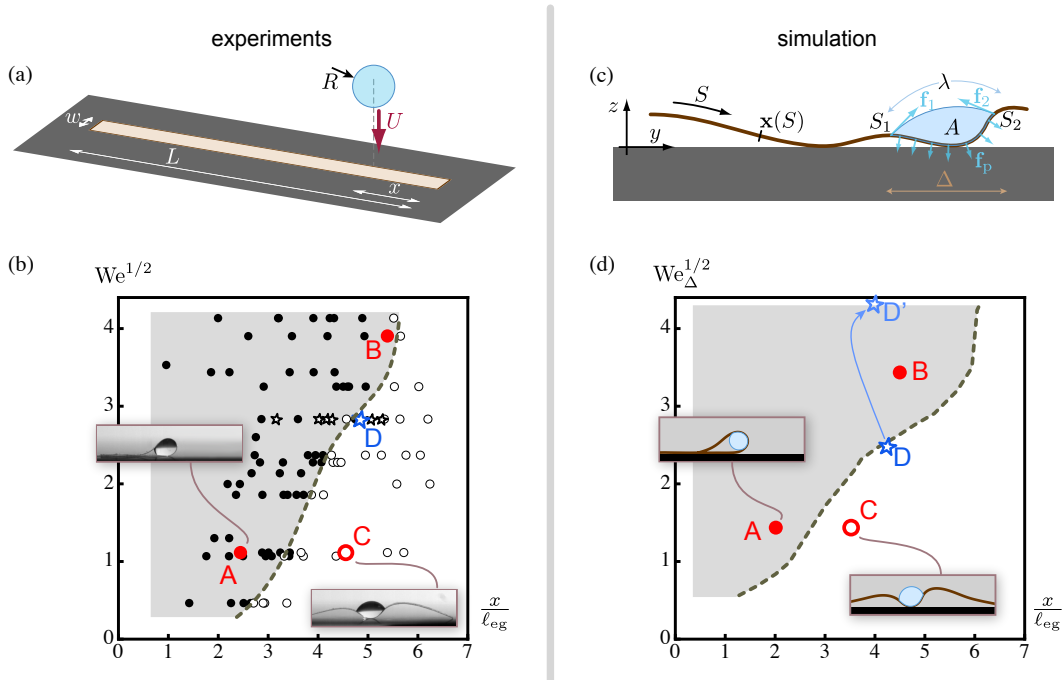 experiments
simulation
(a)
R
U
w
L
x
(c)
z
y
S
x(S)
S₁
λ
f₁
f₂
A
S₂
fₚ
Δ
(b)
We^{1/2}
4
3
2
1
0
0 1 2 3 4 5 6 7
B
D
A
C
x/ℓ_eg
(d)
We_Δ^{1/2}
4
3
2
1
0
0 1 2 3 4 5 6 7
D'
B
D
A
C
x/ℓ_eg